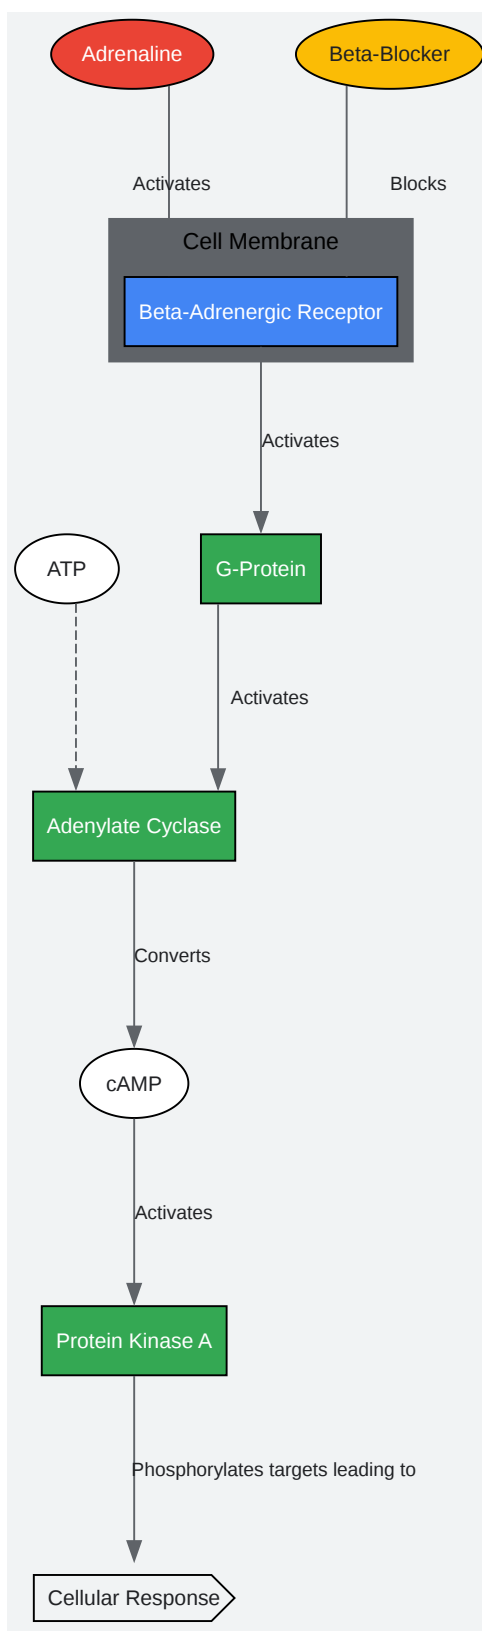 Adrenaline
Beta-Blocker
Activates
Blocks
Cell Membrane
Beta-Adrenergic Receptor
Activates
ATP
G-Protein
Activates
Adenylate Cyclase
Converts
cAMP
Activates
Protein Kinase A
Phosphorylates targets leading to
Cellular Response